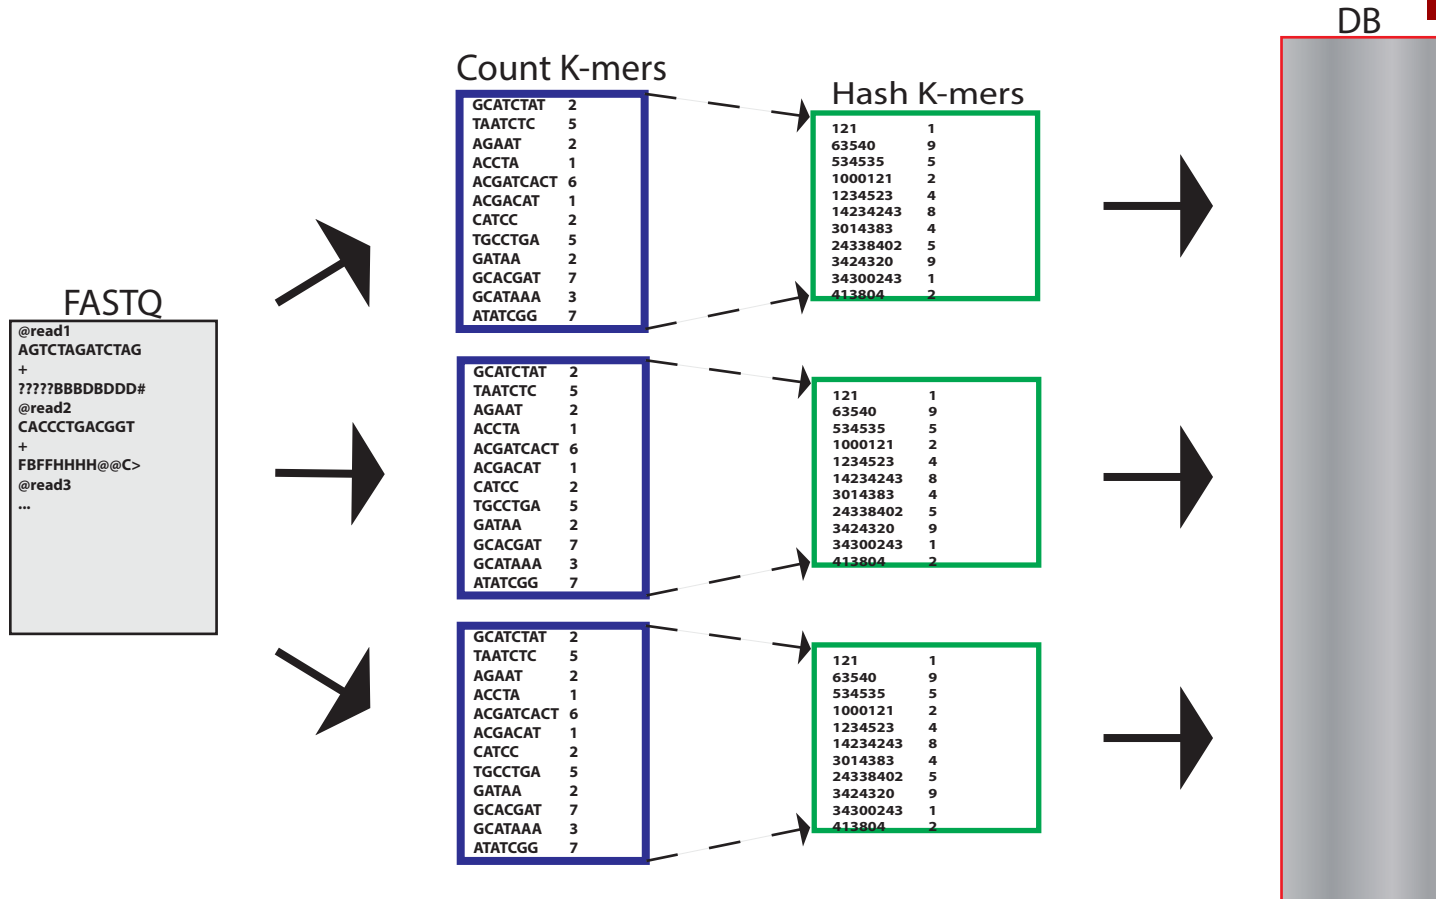 DB
Count K-mers
Hash K-mers
FASTQ
@read1
AGTCTAGATCTAG
+
?????BBBDBDDD#
@read2
CACCCTGACGGT
+
FBFFHHHH@@C>
@read3
...
GCATCTAT 2
TAATCTC 5
AGAAT 2
ACCTA 1
ACGATCACT 6
ACGACAT 1
CATCC 2
TGCCTGA 5
GATAA 2
GCACGAT 7
GCATAAA 3
ATATCGG 7
121 1
63540 9
534535 5
1000121 2
1234523 4
14234243 8
3014383 4
24338402 5
3424320 9
34300243 1
413804 2
GCATCTAT 2
TAATCTC 5
AGAAT 2
ACCTA 1
ACGATCACT 6
ACGACAT 1
CATCC 2
TGCCTGA 5
GATAA 2
GCACGAT 7
GCATAAA 3
ATATCGG 7
121 1
63540 9
534535 5
1000121 2
1234523 4
14234243 8
3014383 4
24338402 5
3424320 9
34300243 1
413804 2
GCATCTAT 2
TAATCTC 5
AGAAT 2
ACCTA 1
ACGATCACT 6
ACGACAT 1
CATCC 2
TGCCTGA 5
GATAA 2
GCACGAT 7
GCATAAA 3
ATATCGG 7
121 1
63540 9
534535 5
1000121 2
1234523 4
14234243 8
3014383 4
24338402 5
3424320 9
34300243 1
413804 2